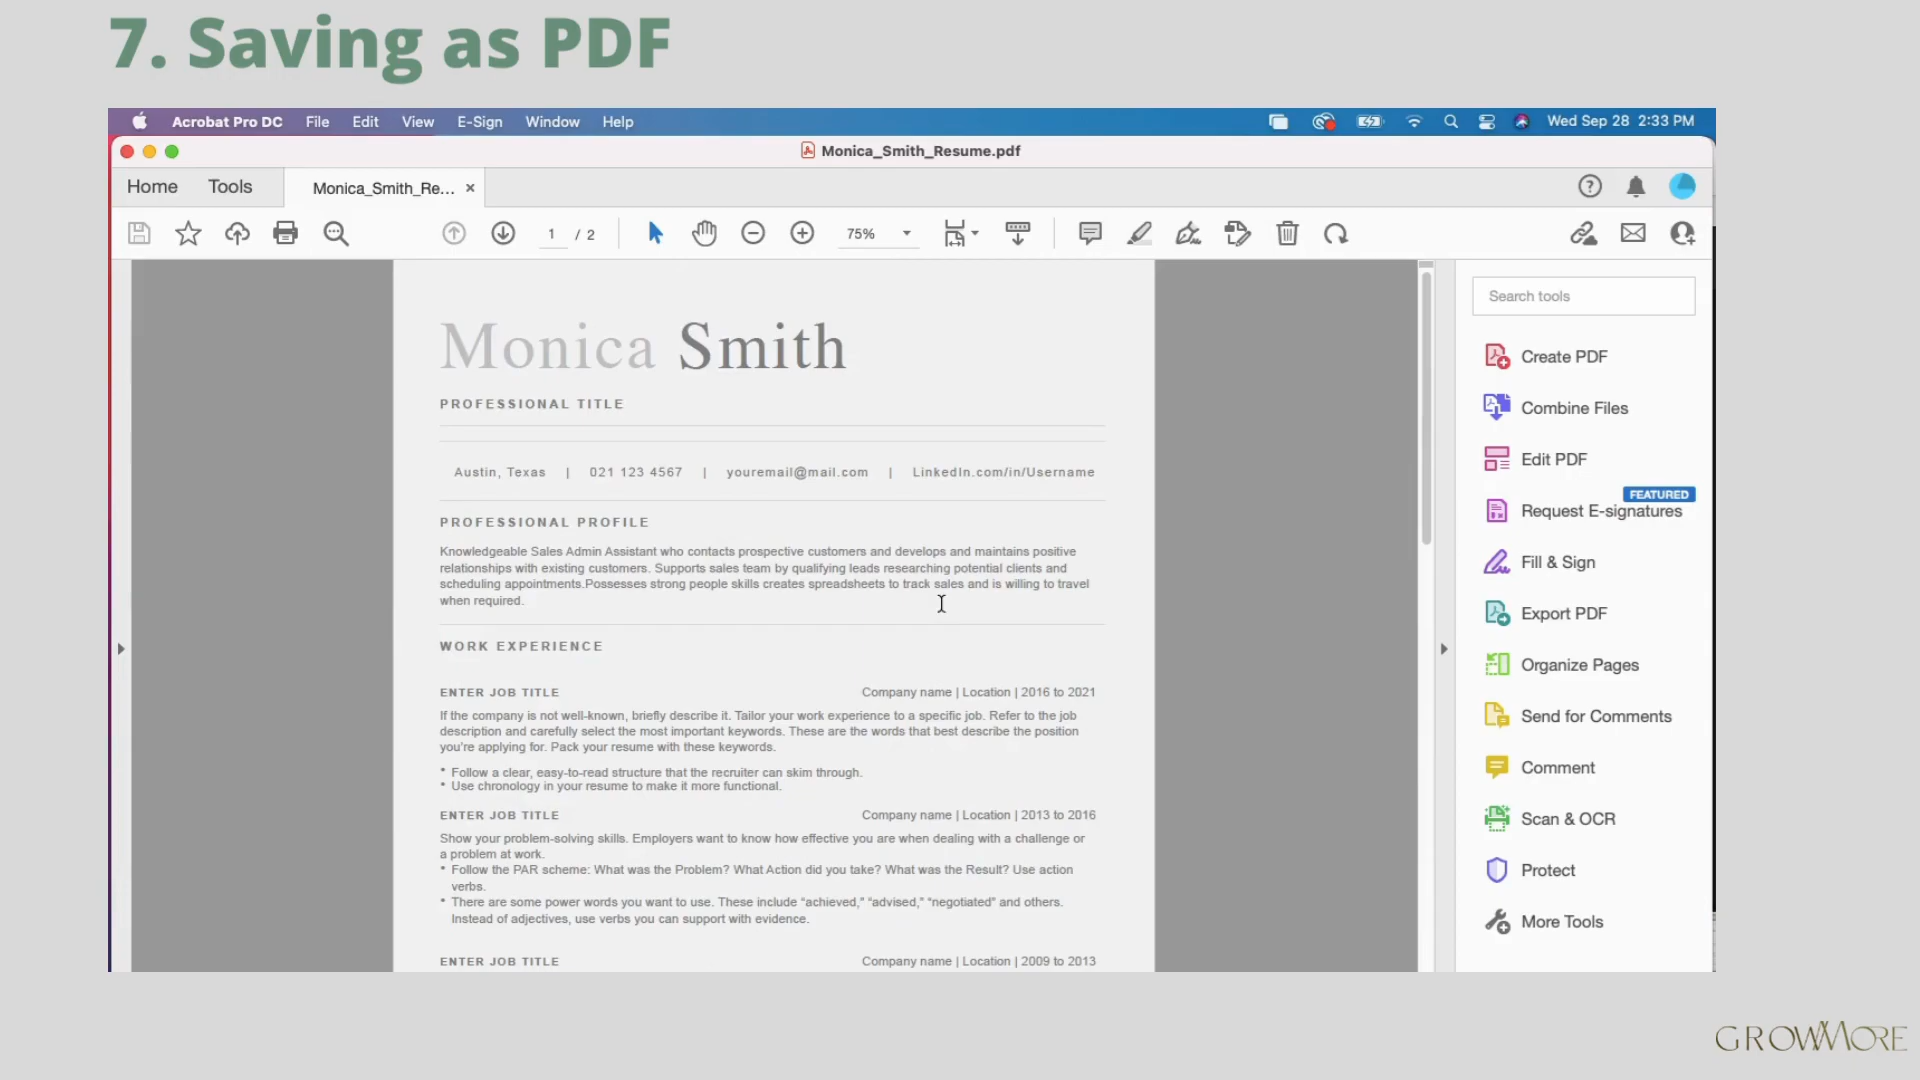 7. Saving as PDF
Acrobat Pro DC File Edit View E-Sign Window Help Wed Sep 28 2:33 PM
Monica_Smith_Resume.pdf
Home Tools Monica_Smith_Re... ×
1 / 2 75%
Search tools
Create PDF
Combine Files
Edit PDF
FEATURED
Request E-signatures
Fill & Sign
Export PDF
Organize Pages
Send for Comments
Comment
Scan & OCR
Protect
More Tools
Monica Smith
PROFESSIONAL TITLE
Austin, Texas | 021 123 4567 | youremail@mail.com | LinkedIn.com/in/Username
PROFESSIONAL PROFILE
Knowledgeable Sales Admin Assistant who contacts prospective customers and develops and maintains positive
relationships with existing customers. Supports sales team by qualifying leads researching potential clients and
scheduling appointments.Possesses strong people skills creates spreadsheets to track sales and is willing to travel
when required.
WORK EXPERIENCE
ENTER JOB TITLE Company name | Location | 2016 to 2021
If the company is not well-known, briefly describe it. Tailor your work experience to a specific job. Refer to the job
description and carefully select the most important keywords. These are the words that best describe the position
you're applying for. Pack your resume with these keywords.
* Follow a clear, easy-to-read structure that the recruiter can skim through.
* Use chronology in your resume to make it more functional.
ENTER JOB TITLE Company name | Location | 2013 to 2016
Show your problem-solving skills. Employers want to know how effective you are when dealing with a challenge or
a problem at work.
* Follow the PAR scheme: What was the Problem? What Action did you take? What was the Result? Use action
verbs.
* There are some power words you want to use. These include “achieved,” “advised,” “negotiated” and others.
Instead of adjectives, use verbs you can support with evidence.
ENTER JOB TITLE Company name | Location | 2009 to 2013
GROWMORE